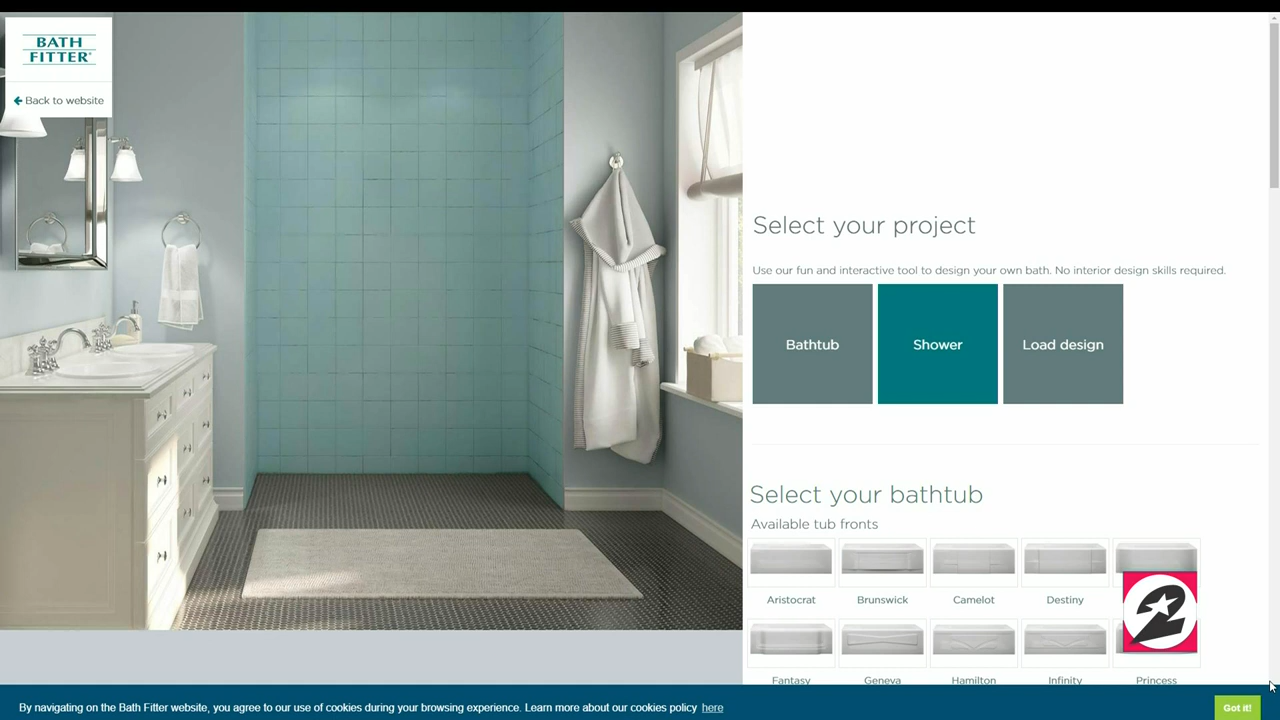 BATH
FITTER®
Back to website
Select your project
Use our fun and interactive tool to design your own bath. No interior design skills required.
Bathtub
Shower
Load design
Select your bathtub
Available tub fronts
Aristocrat
Brunswick
Camelot
Destiny
2
Fantasy
Geneva
Hamilton
Infinity
Princess
By navigating on the Bath Fitter website, you agree to our use of cookies during your browsing experience. Learn more about our cookies policy here
Got it!